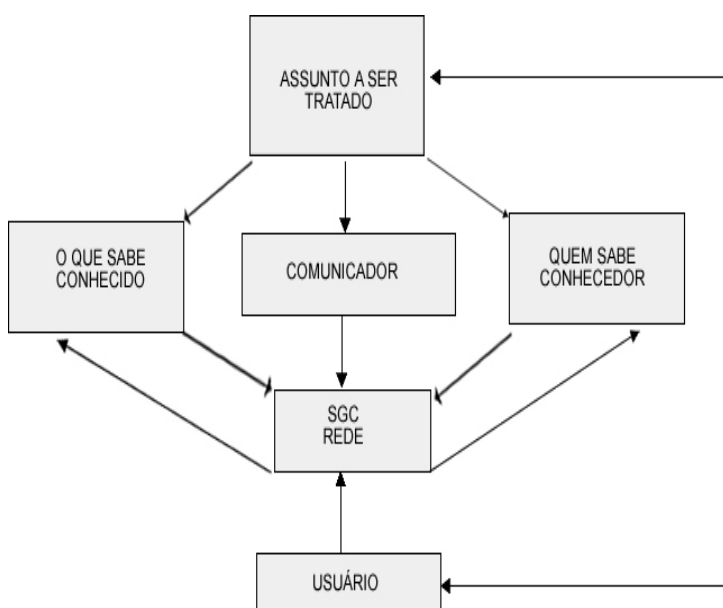 ASSUNTO A SER
TRATADO
O QUE SABE
CONHECIDO
COMUNICADOR
QUEM SABE
CONHECEDOR
SGC
REDE
USUÁRIO